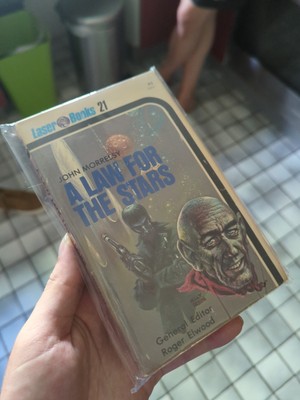 Laser Books 21
JOHN MORRESSY
A LAW FOR
THE STARS
General Editor
Roger Elwood